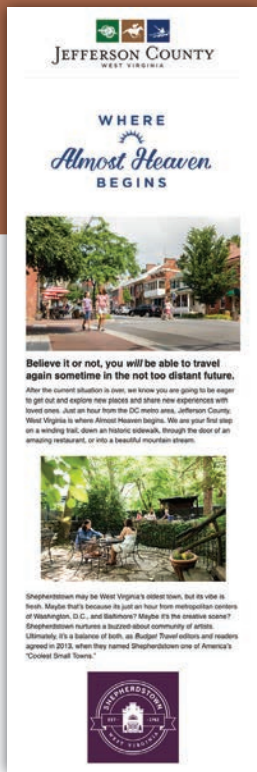 JEFFERSON COUNTY
WEST VIRGINIA
WHERE
Almost Heaven
BEGINS
Believe it or not, you will be able to travel
again sometime in the not too distant future.
After the current situation is over, we know you are going to be eager
to get out and explore new places and share new experiences with
loved ones. Just an hour from the DC metro area, Jefferson County,
West Virginia is where Almost Heaven begins. We are your first step
on a winding trail, down an historic sidewalk, through the door of an
amazing restaurant, or into a beautiful mountain stream.
Shepherdstown may be West Virginia's oldest town, but its vibe is
fresh. Maybe that's because its just an hour from metropolitan centers
of Washington, D.C., and Baltimore? Maybe it's the creative scene?
Shepherdstown nurtures a buzzed-about community of artists.
Ultimately, it's a balance of both, as Budget Travel editors and readers
agreed in 2013, when they named Shepherdstown one of America's
"Coolest Small Towns."
SHEPHERDSTOWN
EST 1762
WEST VIRGINIA